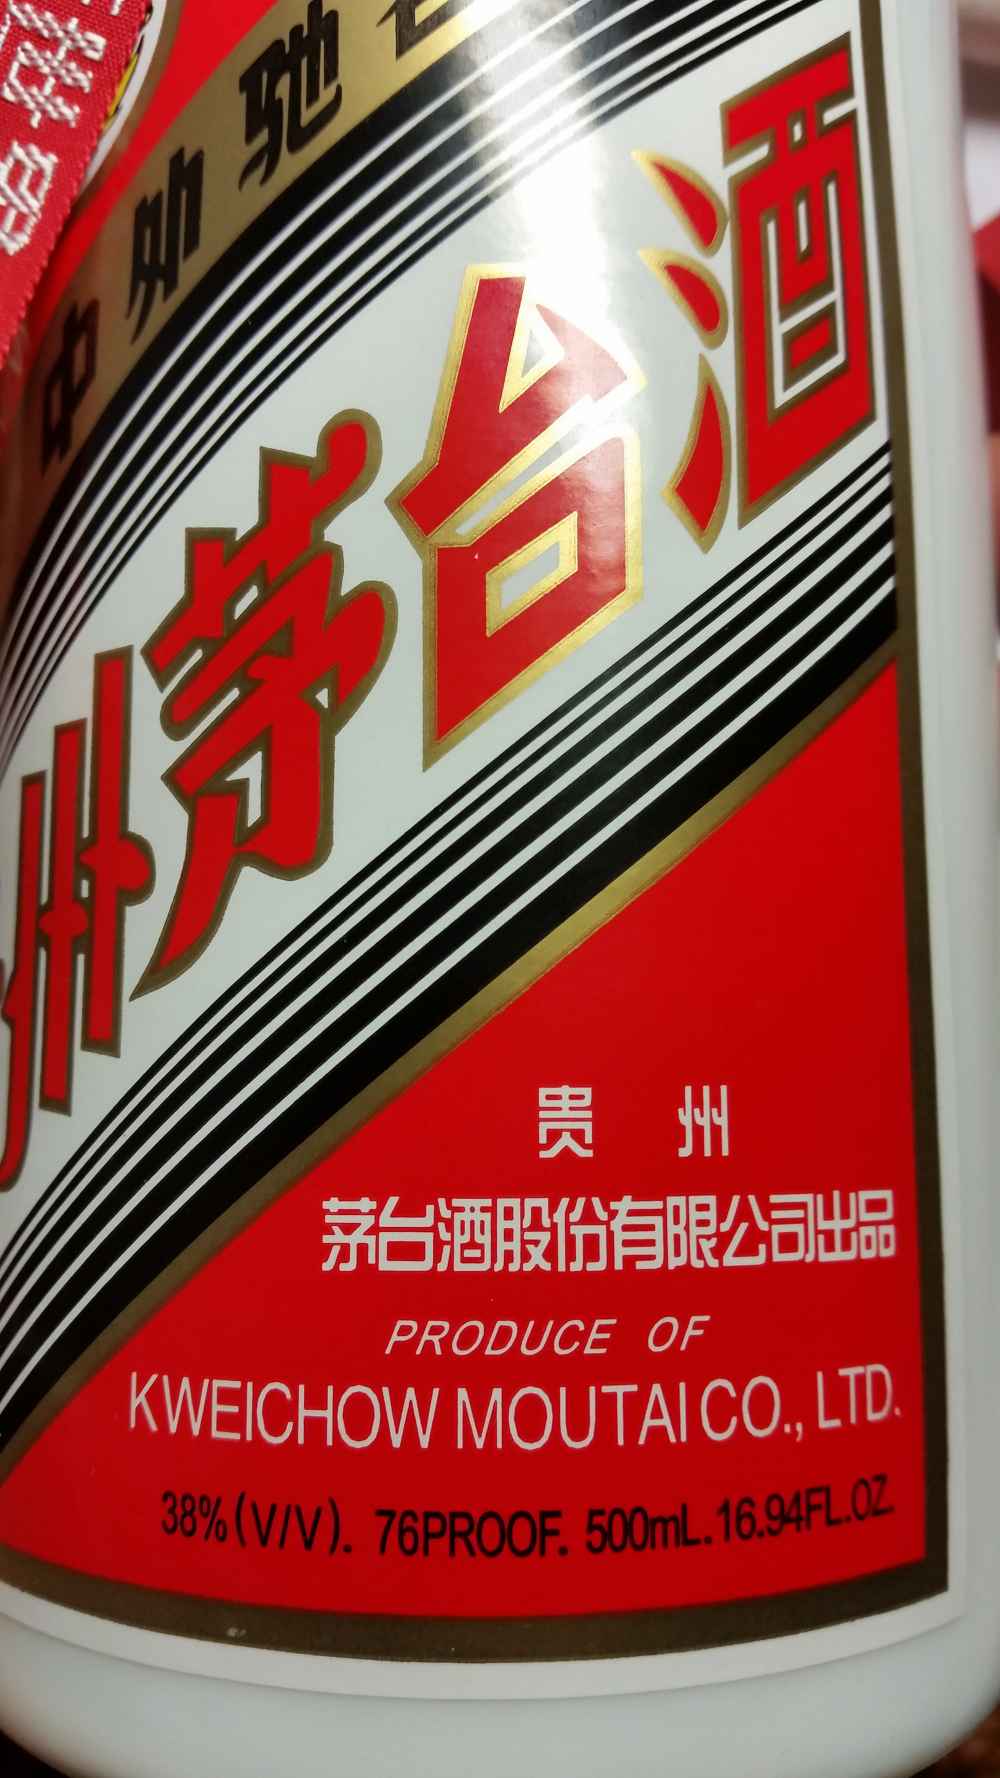 中外驰名
州茅台酒
贵 州
茅台酒股份有限公司出品
PRODUCE OF
KWEICHOW MOUTAI CO., LTD.
38%(V/V). 76PROOF. 500mL. 16.94FL.OZ.